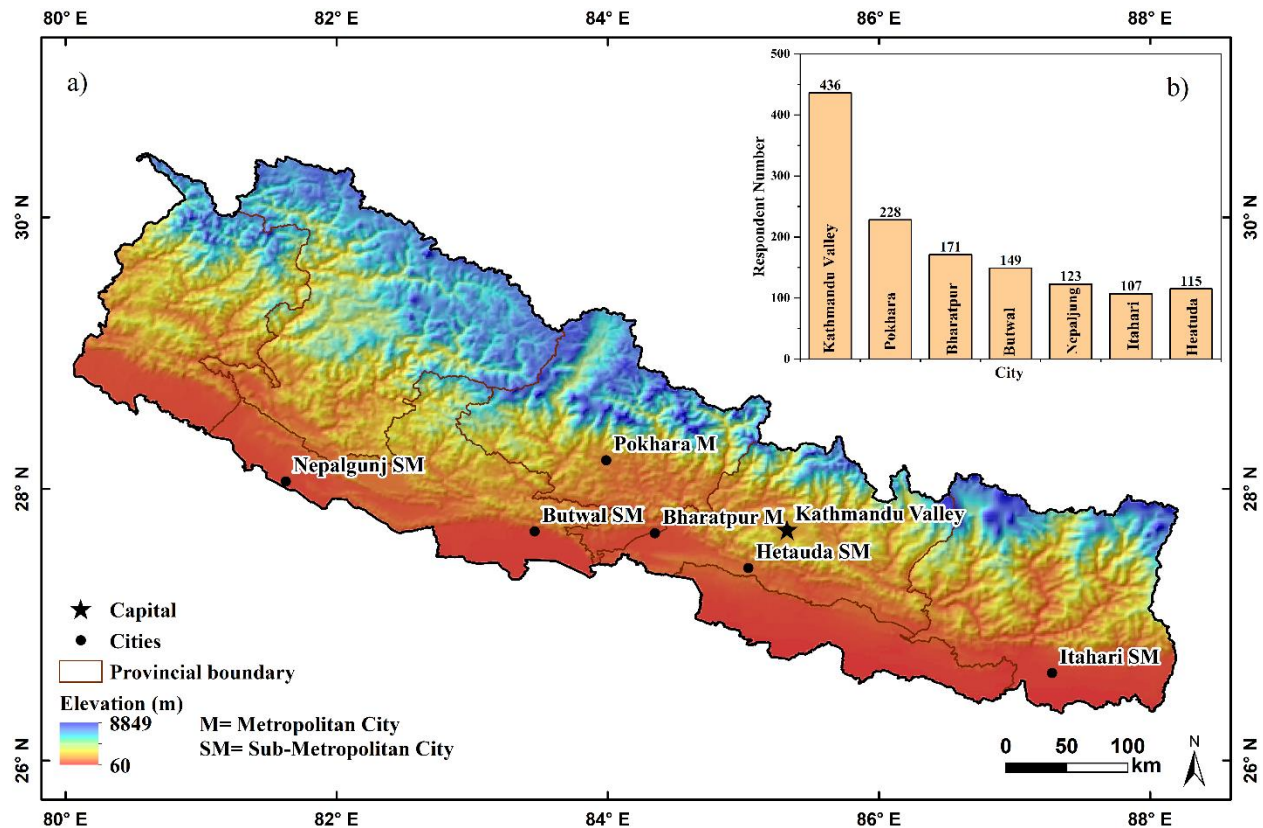 80° E 82° E 84° E 86° E 88° E
a)
b)
500
400
300
200
100
0
Respondent Number
436
228
171
149
123
107
115
Kathmandu Valley
Pokhara
Bharatpur
Butwal
Nepaljung
Itahari
Heatuda
City
30° N
30° N
28° N
28° N
26° N
26° N
Pokhara M
Nepalgunj SM
Butwal SM
Bharatpur M
Kathmandu Valley
Hetauda SM
Itahari SM
Capital
Cities
Provincial boundary
Elevation (m)
8849
60
M= Metropolitan City
SM= Sub-Metropolitan City
0 50 100
km
N
80° E 82° E 84° E 86° E 88° E